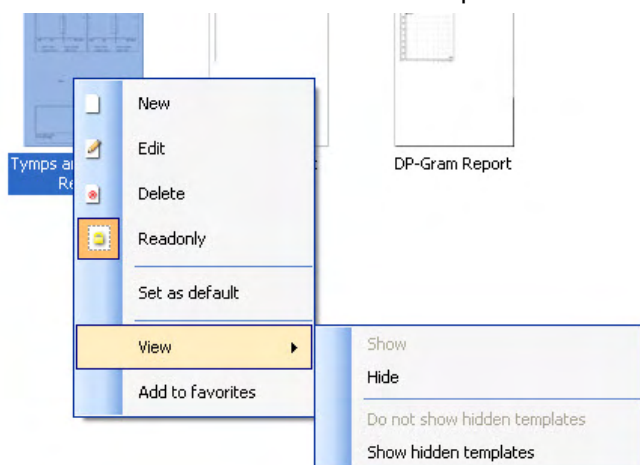 New
Edit
Delete
Readonly
Set as default
View
Add to favorites
Show
Hide
Do not show hidden templates
Show hidden templates
Tymps
Re
DP-Gram Report